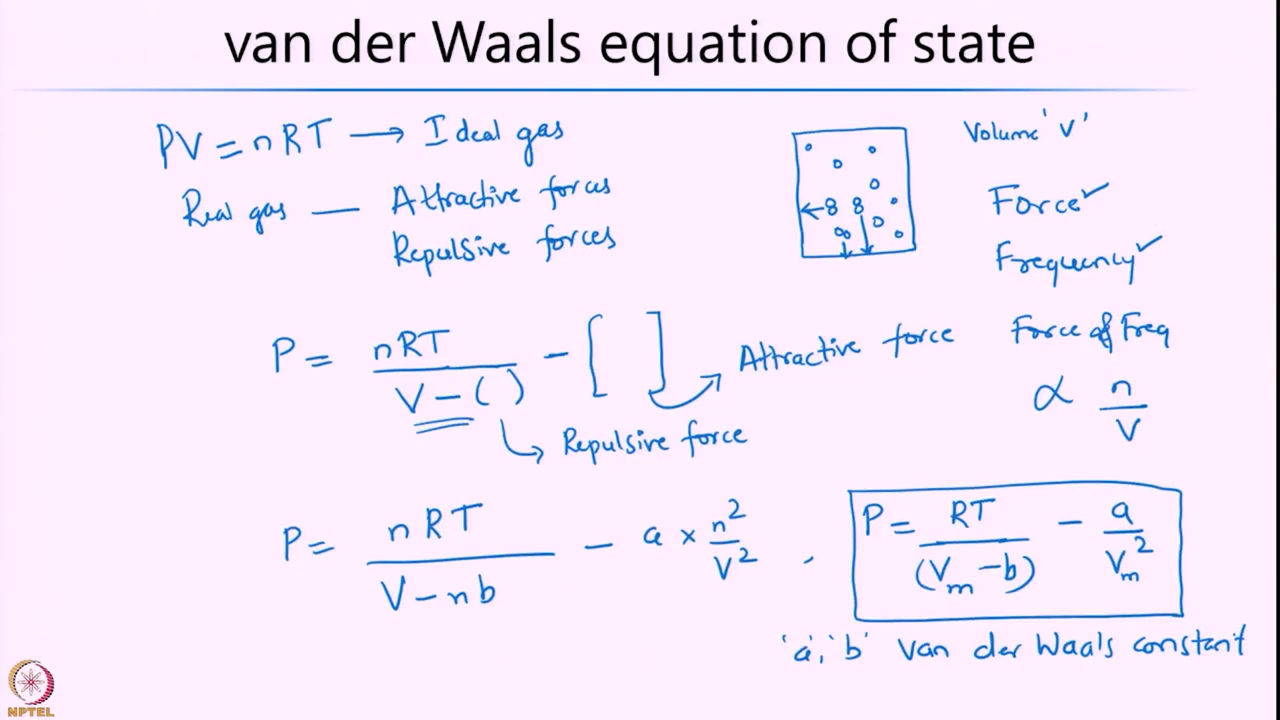 van der Waals equation of state
PV = nRT → Ideal gas
Volume 'V'
Real gas — Attractive forces
Repulsive forces
Force ✓
Frequency ✓
P = nRT / V - ( ) - [ ]
Attractive force
Repulsive force
Force & Freq
∝ n / V
P = nRT / V - nb - a × n² / V² ,
P = RT / (Vm - b) - a / Vm²
'a', 'b' van der Waals constant
NPTEL